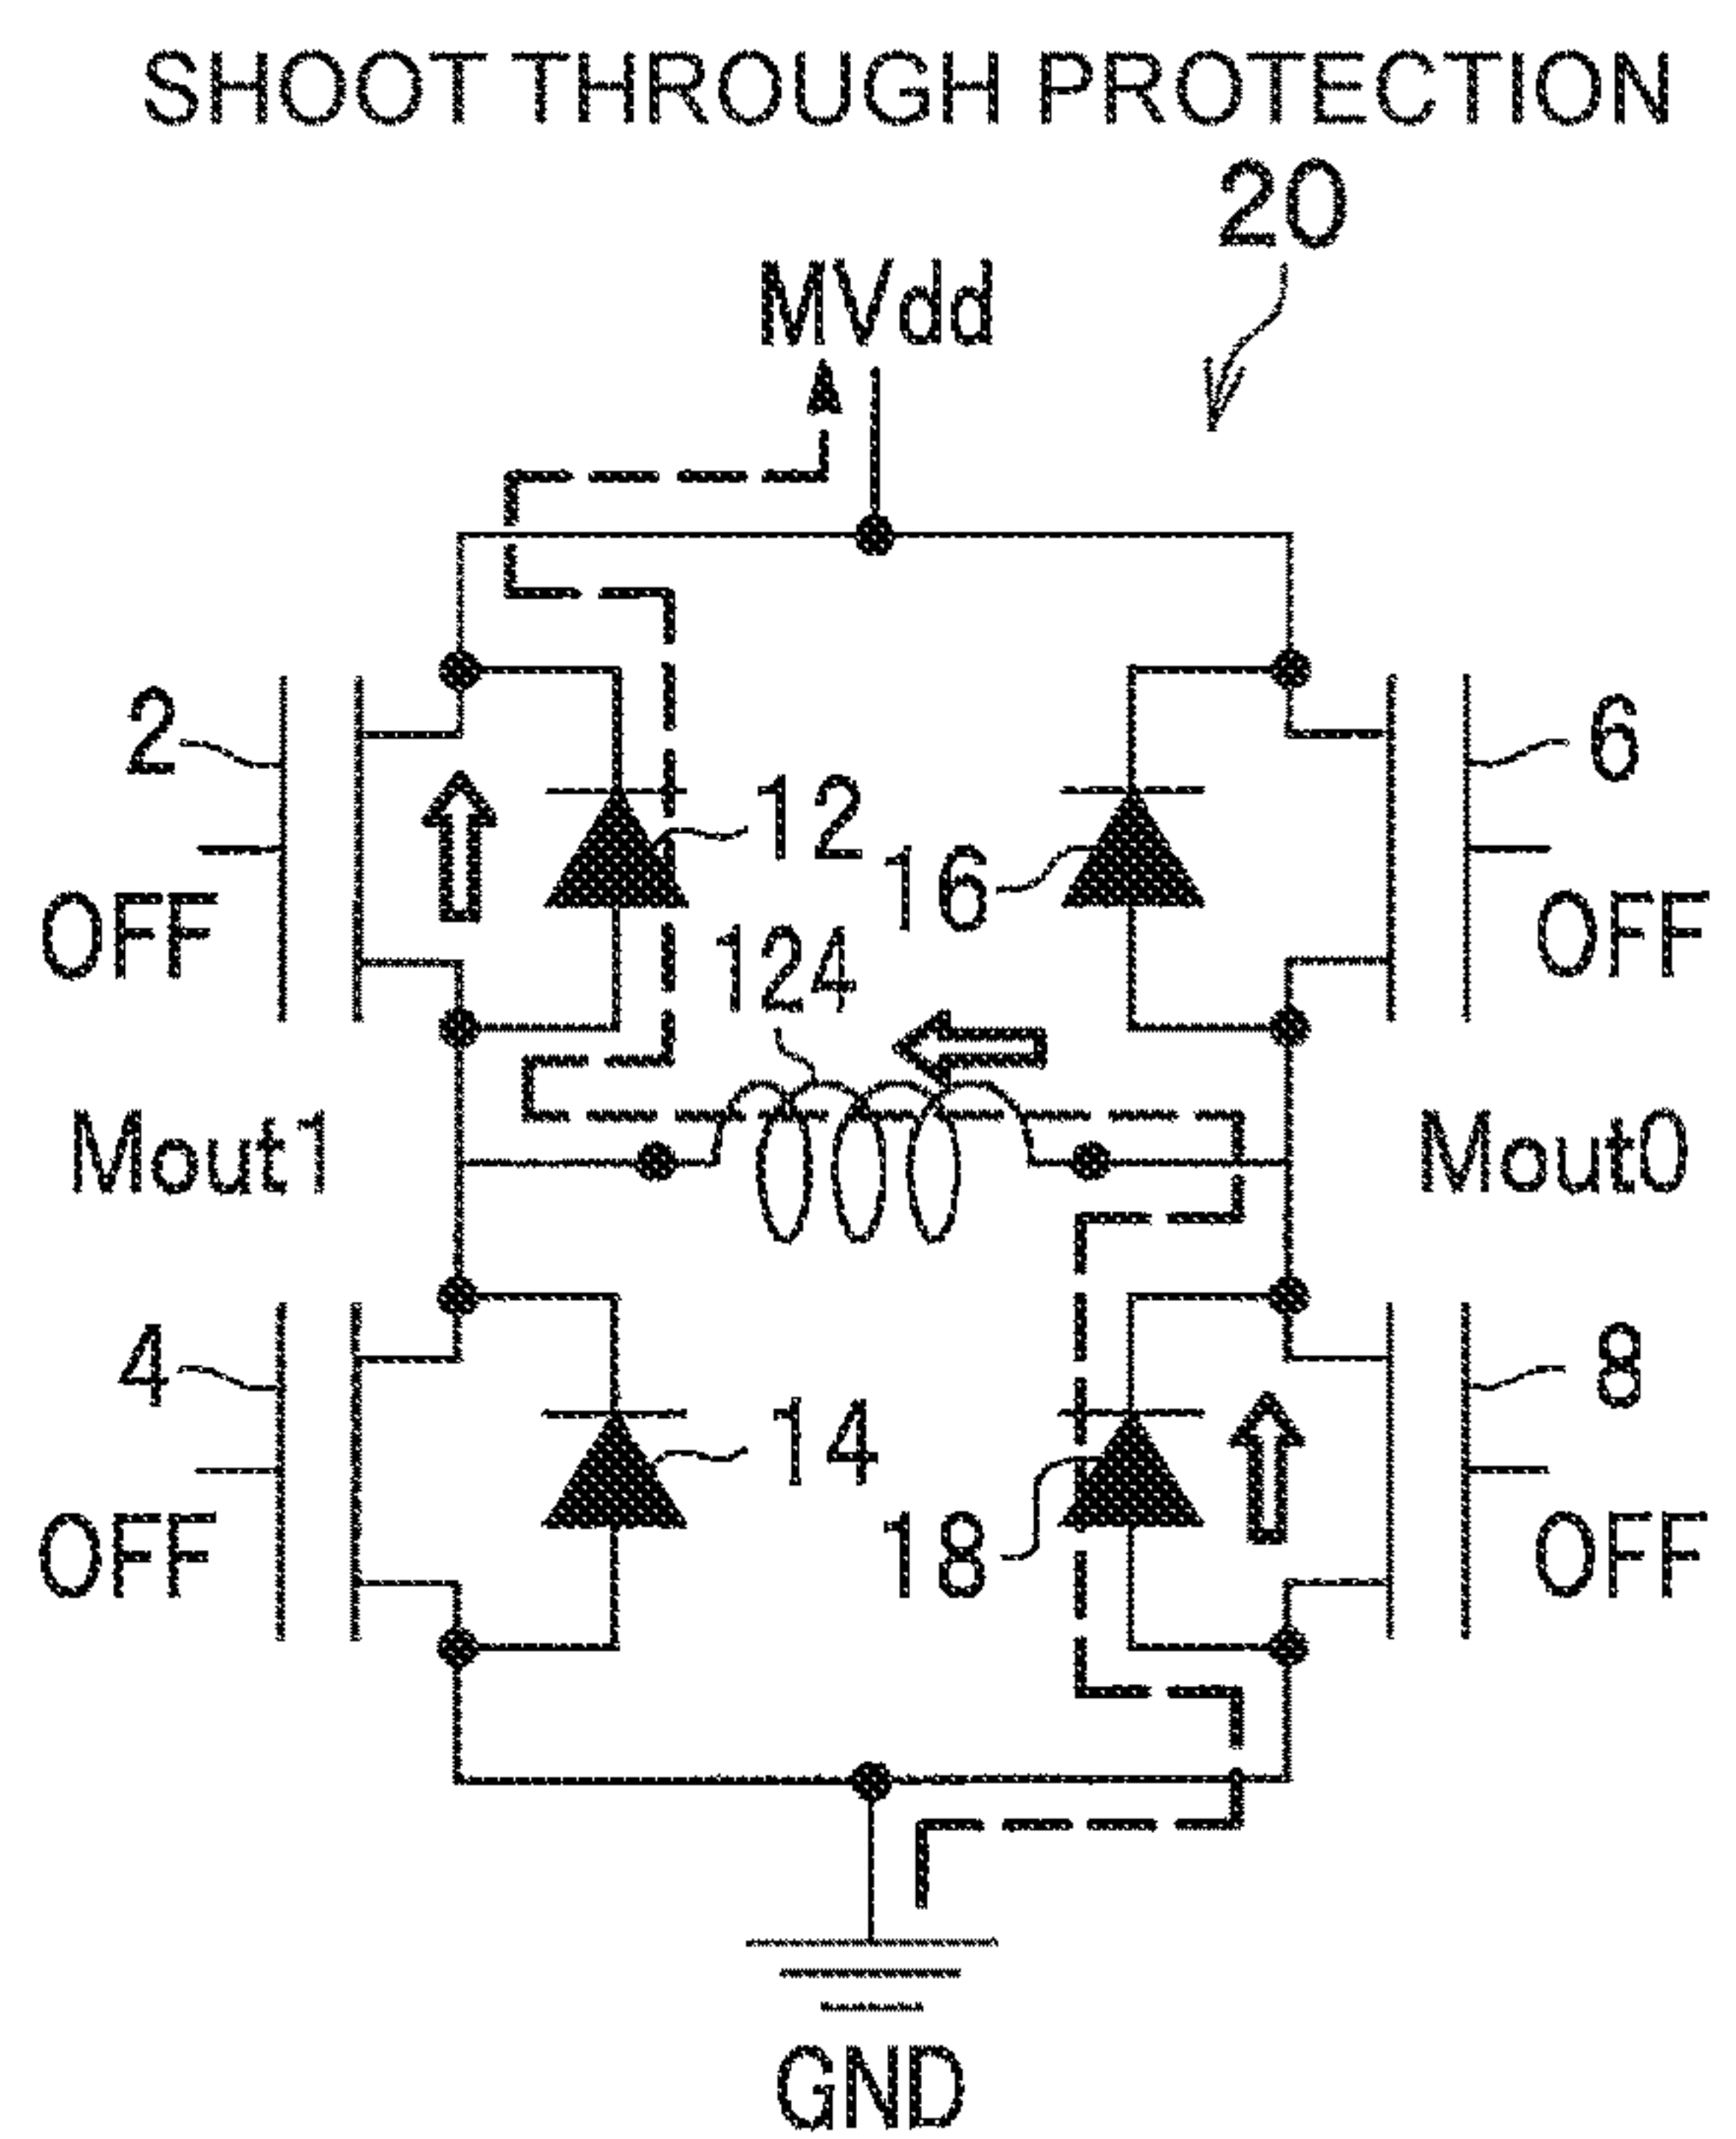 SHOOT THROUGH PROTECTION
20
MVdd
2
6
12
16
OFF
OFF
124
Mout1
Mout0
4
8
14
18
OFF
OFF
GND